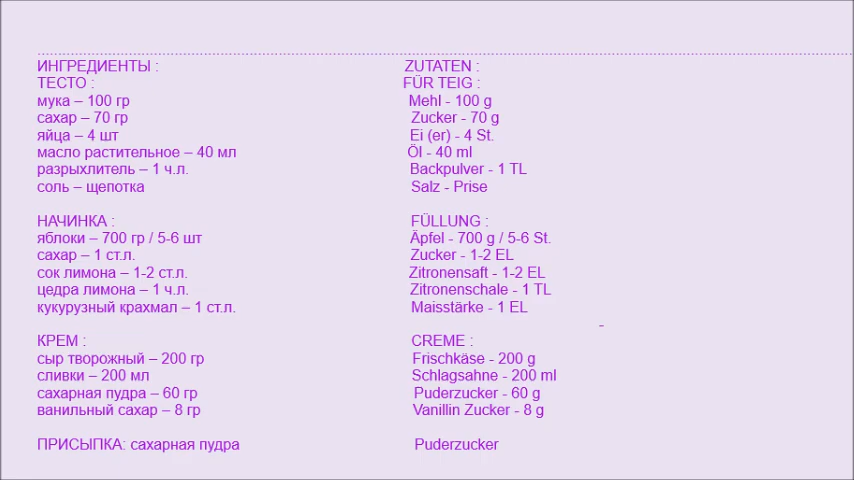 ИНГРЕДИЕНТЫ :
ТЕСТО :
мука – 100 гр
сахар – 70 гр
яйца – 4 шт
масло растительное – 40 мл
разрыхлитель – 1 ч.л.
соль – щепотка
НАЧИНКА :
яблоки – 700 гр / 5-6 шт
сахар – 1 ст.л.
сок лимона – 1-2 ст.л.
цедра лимона – 1 ч.л.
кукурузный крахмал – 1 ст.л.
КРЕМ :
сыр творожный – 200 гр
сливки – 200 мл
сахарная пудра – 60 гр
ванильный сахар – 8 гр
ПРИСЫПКА: сахарная пудра
ZUTATEN :
FÜR TEIG :
Mehl - 100 g
Zucker - 70 g
Ei (er) - 4 St.
Öl - 40 ml
Backpulver - 1 TL
Salz - Prise
FÜLLUNG :
Äpfel - 700 g / 5-6 St.
Zucker - 1-2 EL
Zitronensaft - 1-2 EL
Zitronenschale - 1 TL
Maisstärke - 1 EL
CREME :
Frischkäse - 200 g
Schlagsahne - 200 ml
Puderzucker - 60 g
Vanillin Zucker - 8 g
Puderzucker